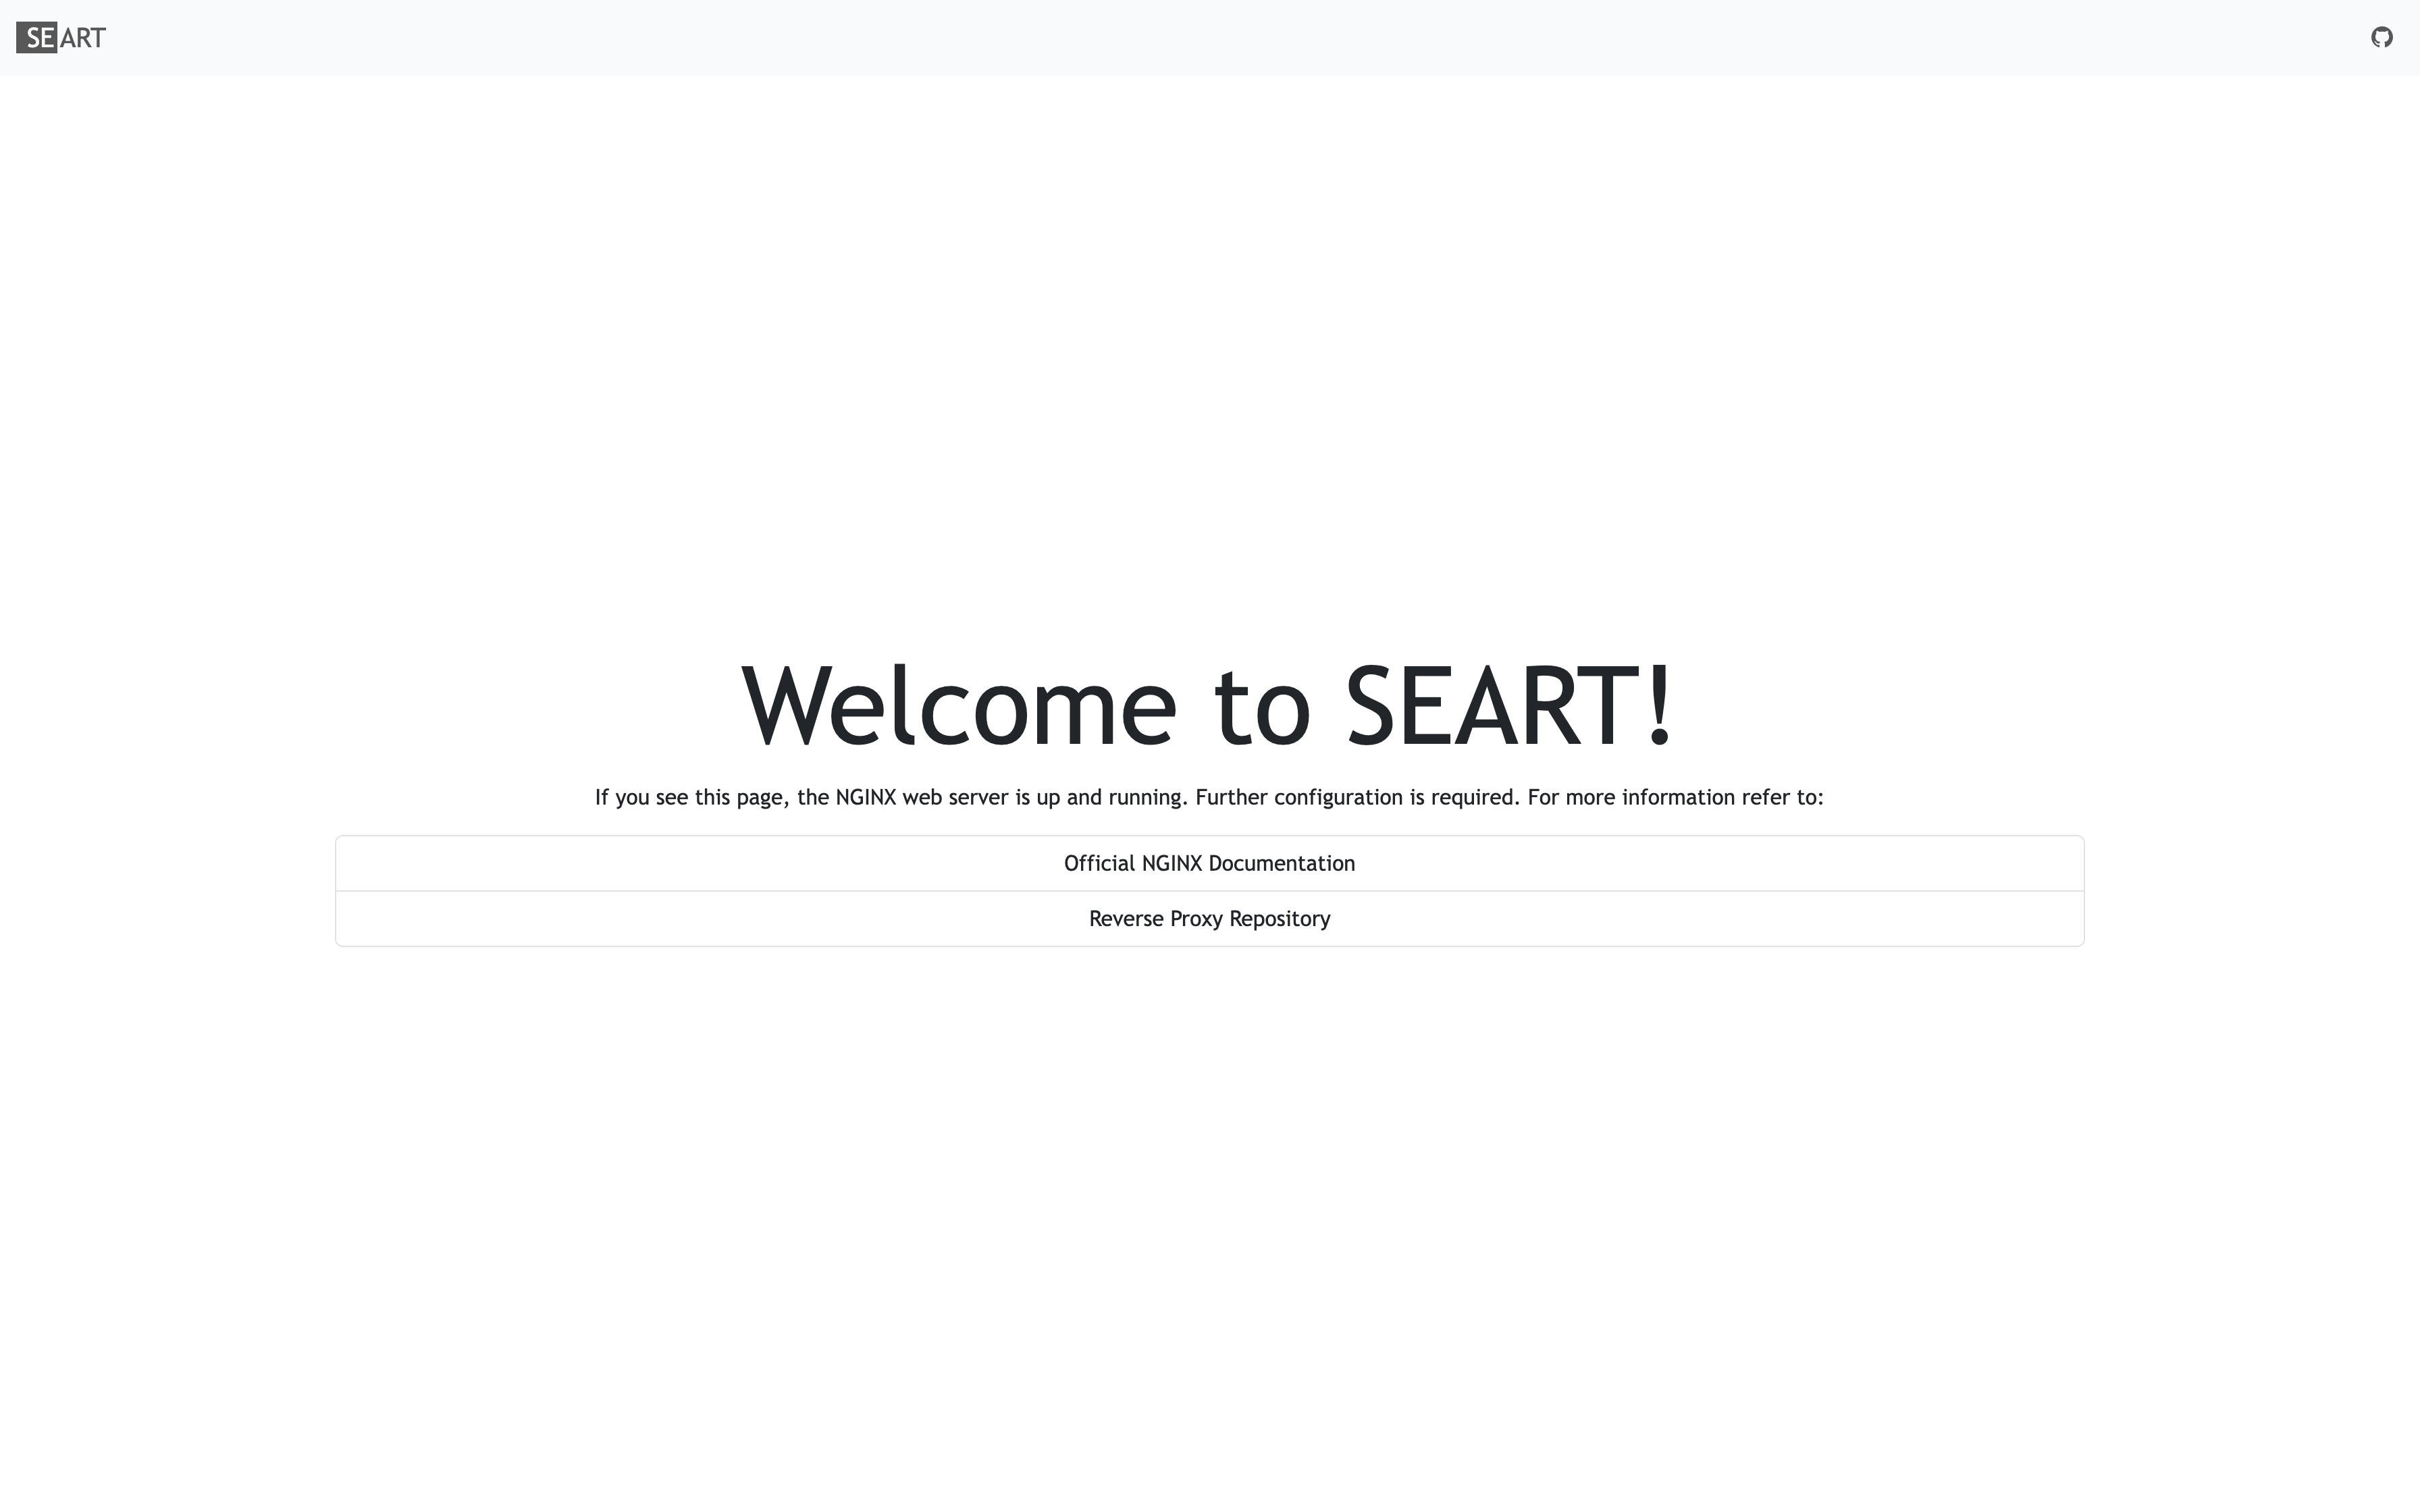 SEART
Welcome to SEART!
If you see this page, the NGINX web server is up and running. Further configuration is required. For more information refer to:
Official NGINX Documentation
Reverse Proxy Repository